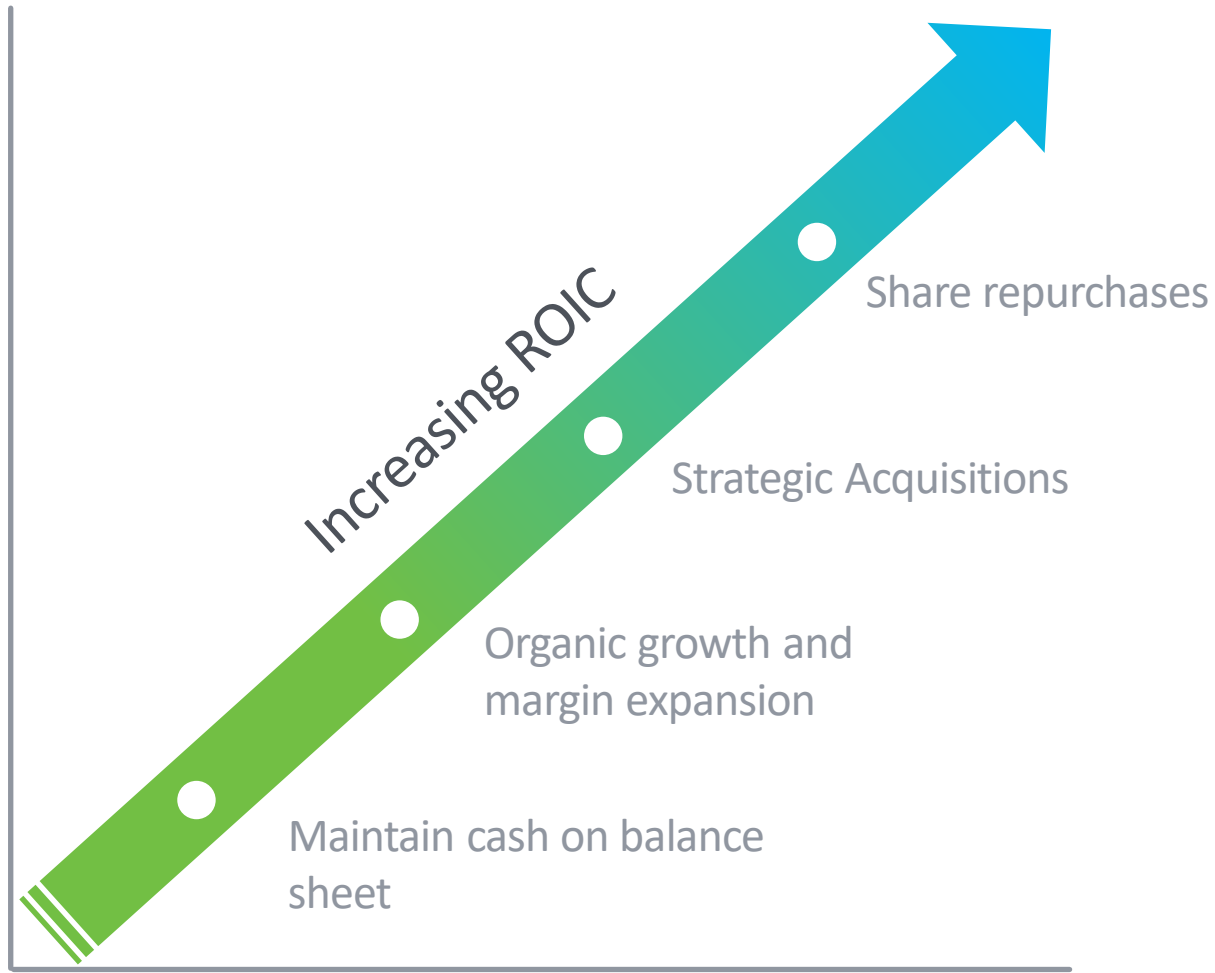 Increasing ROIC
Share repurchases
Strategic Acquisitions
Organic growth and
margin expansion
Maintain cash on balance
sheet